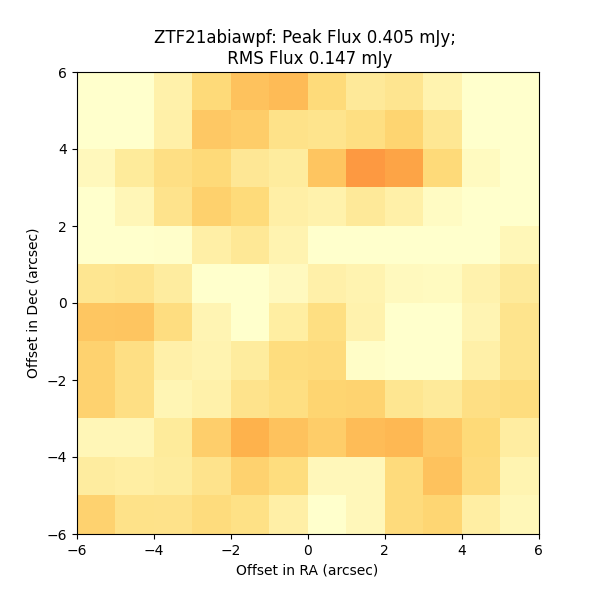 ZTF21abiawpf: Peak Flux 0.405 mJy;
RMS Flux 0.147 mJy
6
4
2
0
−2
−4
−6
Offset in Dec (arcsec)
−6 −4 −2 0 2 4 6
Offset in RA (arcsec)